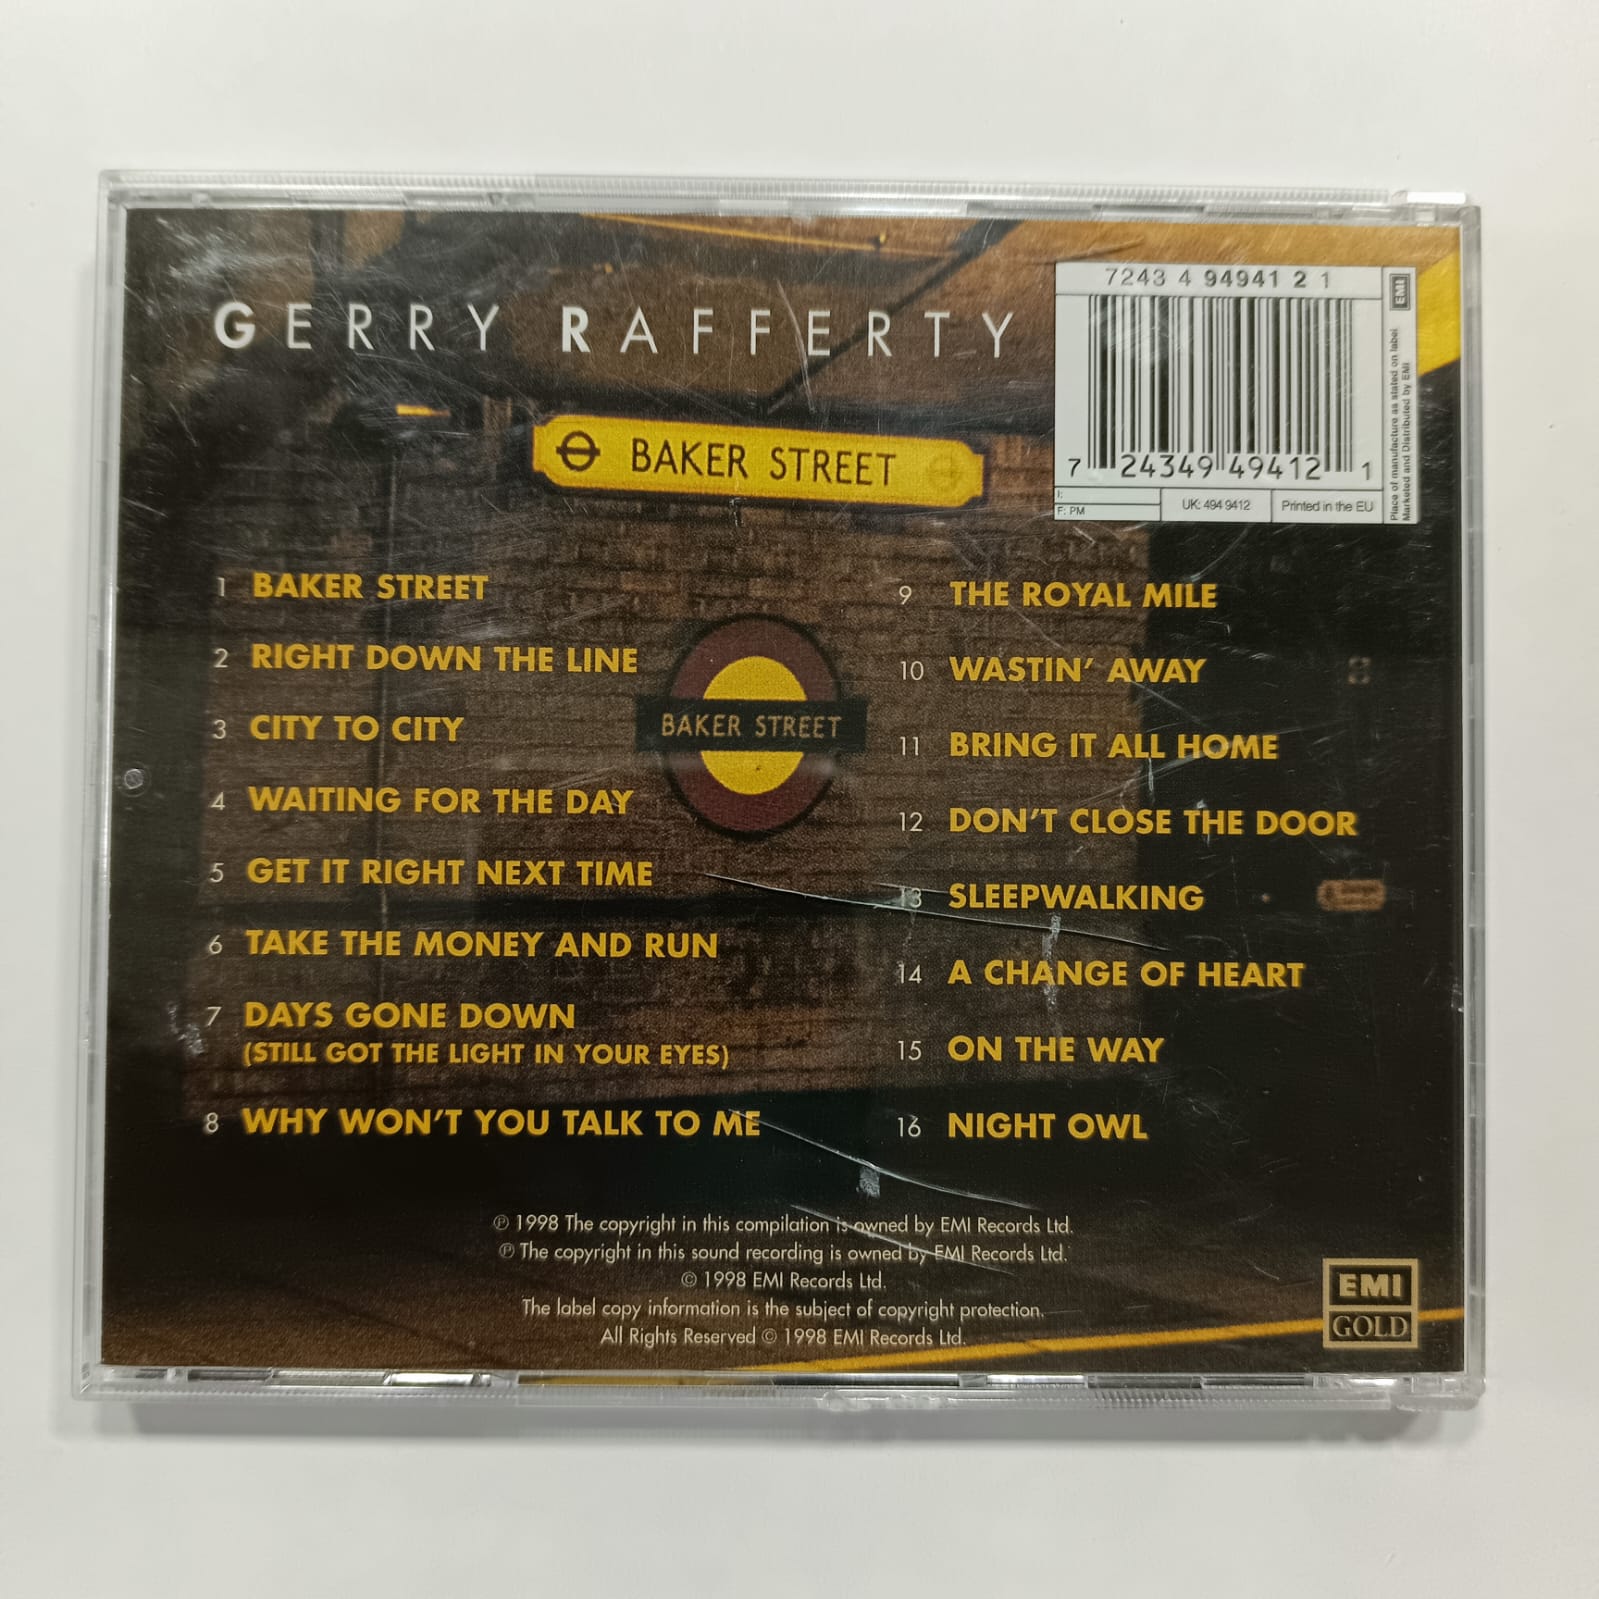 GERRY RAFFERTY
BAKER STREET
7243 4 94941 2 1
7 24349 49412 1
I:
F: PM
UK: 494 9412
Printed in the EU
EMI
Place of manufacture as stated on label
Marketed and Distributed by EMI
1 BAKER STREET
2 RIGHT DOWN THE LINE
3 CITY TO CITY
4 WAITING FOR THE DAY
5 GET IT RIGHT NEXT TIME
6 TAKE THE MONEY AND RUN
7 DAYS GONE DOWN
(STILL GOT THE LIGHT IN YOUR EYES)
8 WHY WON'T YOU TALK TO ME
BAKER STREET
9 THE ROYAL MILE
10 WASTIN' AWAY
11 BRING IT ALL HOME
12 DON'T CLOSE THE DOOR
13 SLEEPWALKING
14 A CHANGE OF HEART
15 ON THE WAY
16 NIGHT OWL
℗ 1998 The copyright in this compilation is owned by EMI Records Ltd.
℗ The copyright in this sound recording is owned by EMI Records Ltd.
© 1998 EMI Records Ltd.
The label copy information is the subject of copyright protection.
All Rights Reserved © 1998 EMI Records Ltd.
EMI
GOLD